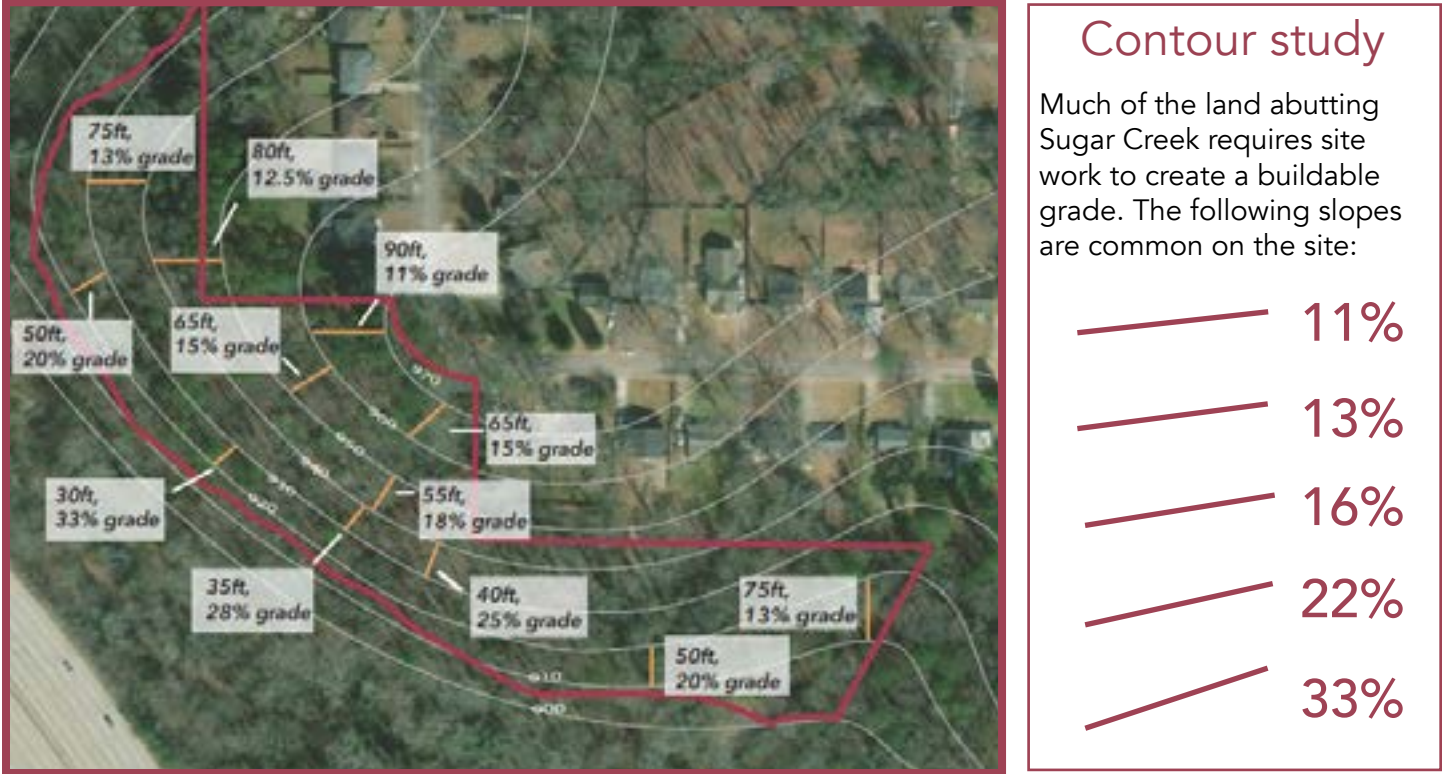 75ft,
13% grade
80ft,
12.5% grade
90ft,
11% grade
50ft,
20% grade
65ft,
15% grade
970
65ft,
15% grade
30ft,
33% grade
55ft,
18% grade
35ft,
28% grade
40ft,
25% grade
75ft,
13% grade
50ft,
20% grade
910
900
Contour study
Much of the land abutting
Sugar Creek requires site
work to create a buildable
grade. The following slopes
are common on the site:
11%
13%
16%
22%
33%